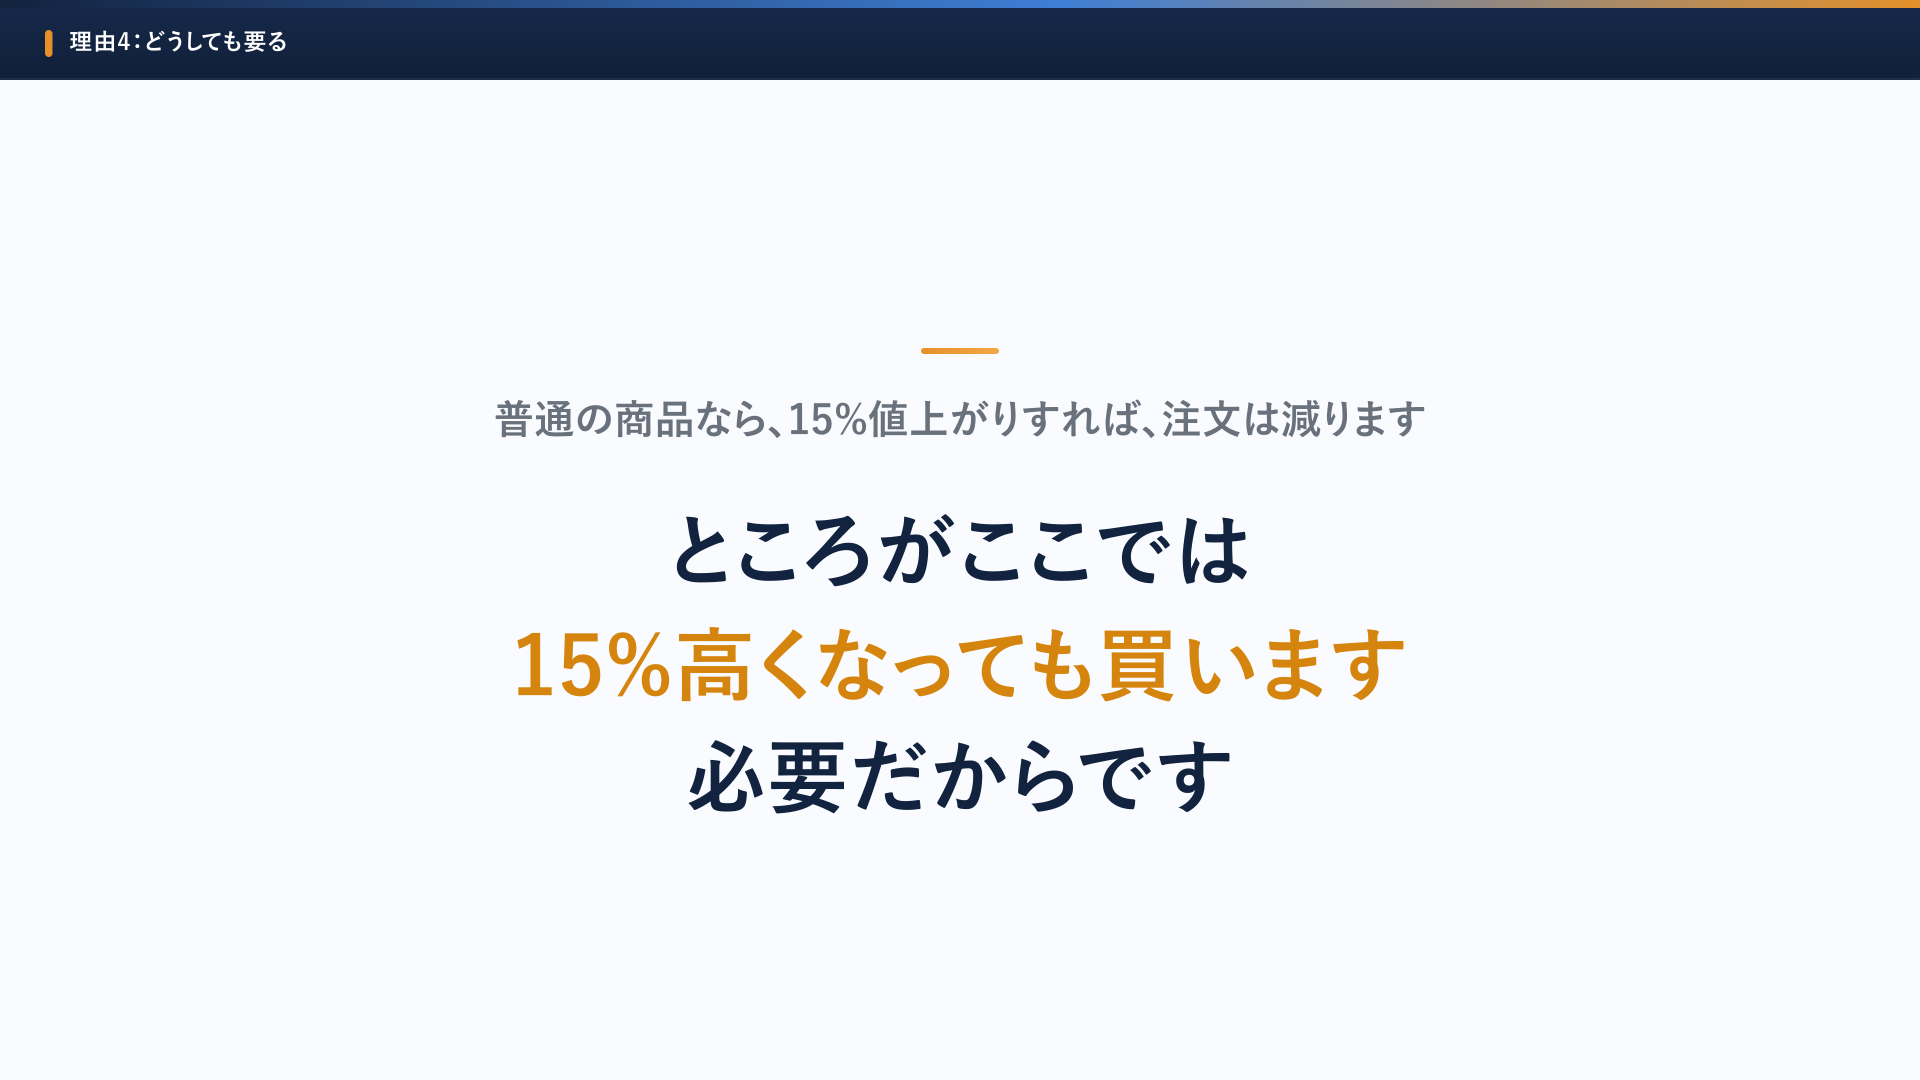 理由4：どうしても要る
普通の商品なら、15%値上がりすれば、注文は減ります
ところがここでは
15%高くなっても買います
必要だからです